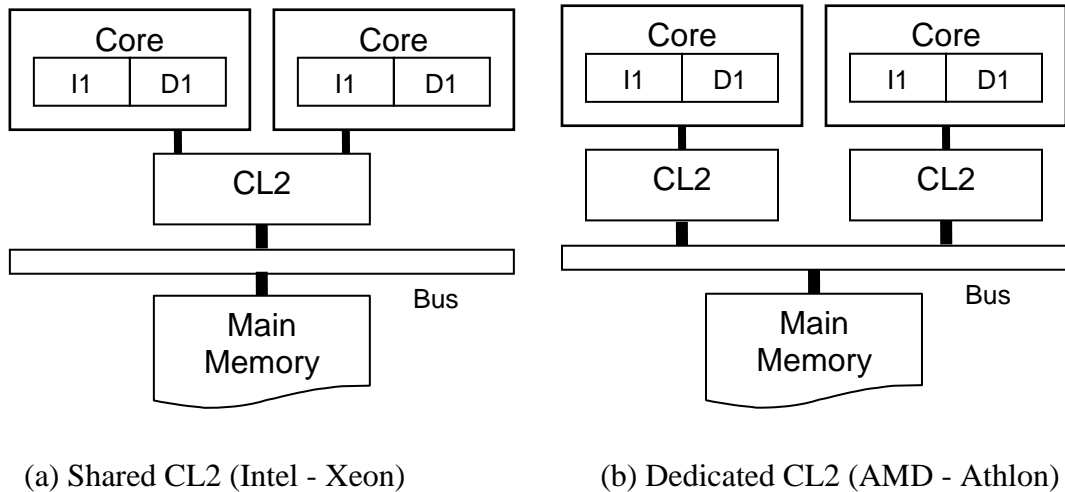 Core
I1 D1
Core
I1 D1
CL2
Bus
Main
Memory
(a) Shared CL2 (Intel - Xeon)
Core
I1 D1
Core
I1 D1
CL2
CL2
Bus
Main
Memory
(b) Dedicated CL2 (AMD - Athlon)